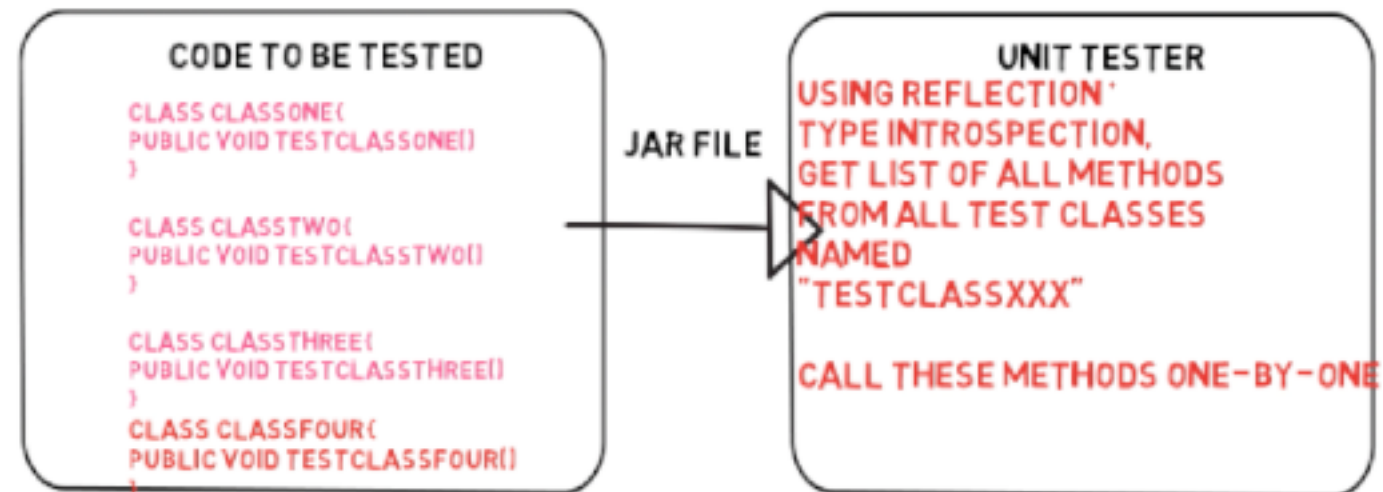 CODE TO BE TESTED
CLASS CLASSONE{
PUBLIC VOID TESTCLASSONE()
}
CLASS CLASSTWO{
PUBLIC VOID TESTCLASSTWO()
}
CLASS CLASSTHREE{
PUBLIC VOID TESTCLASSTHREE()
}
CLASS CLASSFOUR{
PUBLIC VOID TESTCLASSFOUR()
}
JAR FILE
UNIT TESTER
USING REFLECTION '
TYPE INTROSPECTION,
GET LIST OF ALL METHODS
FROM ALL TEST CLASSES
NAMED
"TESTCLASSXXX"
CALL THESE METHODS ONE-BY-ONE